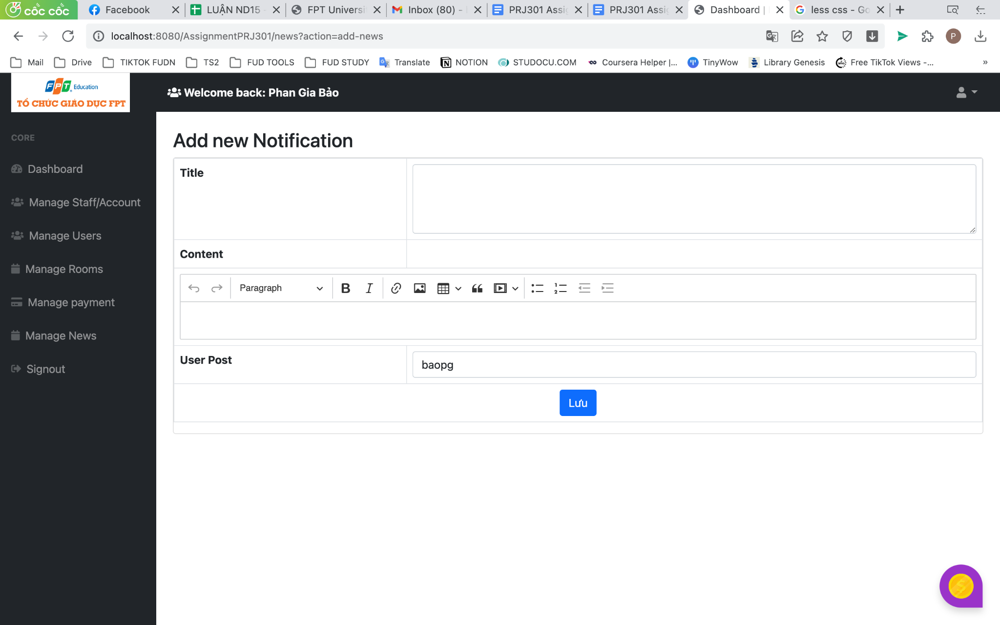 cốc cốc
Facebook
LUẬN ND15 -
FPT Universi
Inbox (80) -
PRJ301 Assig
PRJ301 Assig
Dashboard |
less css - Go
localhost:8080/AssignmentPRJ301/news?action=add-news
P
Mail
Drive
TIKTOK FUDN
TS2
FUD TOOLS
FUD STUDY
Translate
NOTION
STUDOCU.COM
Coursera Helper |...
TinyWow
Library Genesis
Free TikTok Views -...
»
FPT Education
TỔ CHỨC GIÁO DỤC FPT
Welcome back: Phan Gia Bảo
CORE
Dashboard
Manage Staff/Account
Manage Users
Manage Rooms
Manage payment
Manage News
Signout
Add new Notification
Title
Content
Paragraph
B I
User Post
baopg
Lưu